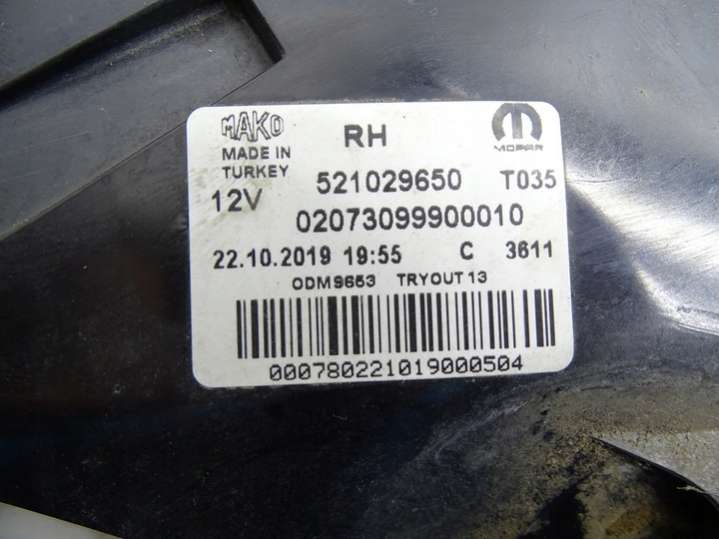 MAKO RH MOPAR
MADE IN
TURKEY
12V 521029650 T035
02073099900010
22.10.2019 19:55 C 3611
ODM9653 TRYOUT 13
000780221019000504